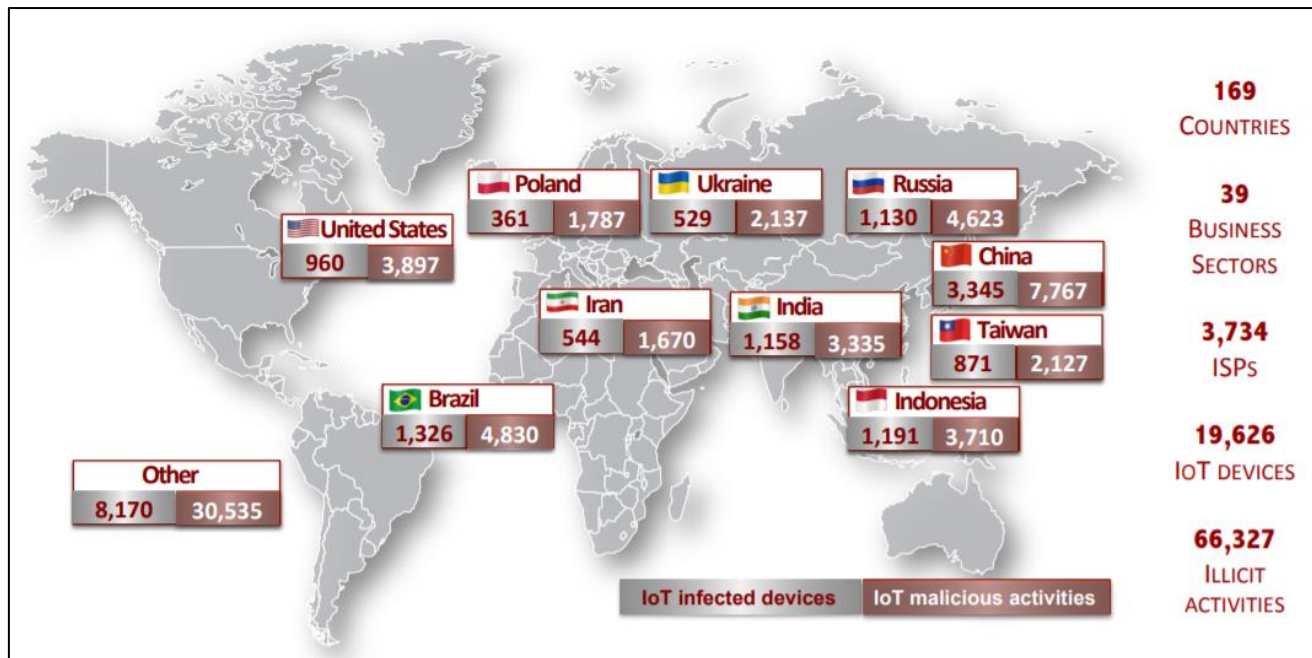 Poland
361 1,787
Ukraine
529 2,137
Russia
1,130 4,623
United States
960 3,897
China
3,345 7,767
Iran
544 1,670
India
1,158 3,335
Taiwan
871 2,127
Brazil
1,326 4,830
Indonesia
1,191 3,710
Other
8,170 30,535
IoT infected devices IoT malicious activities
169
COUNTRIES
39
BUSINESS
SECTORS
3,734
ISPs
19,626
IoT DEVICES
66,327
ILLICIT
ACTIVITIES